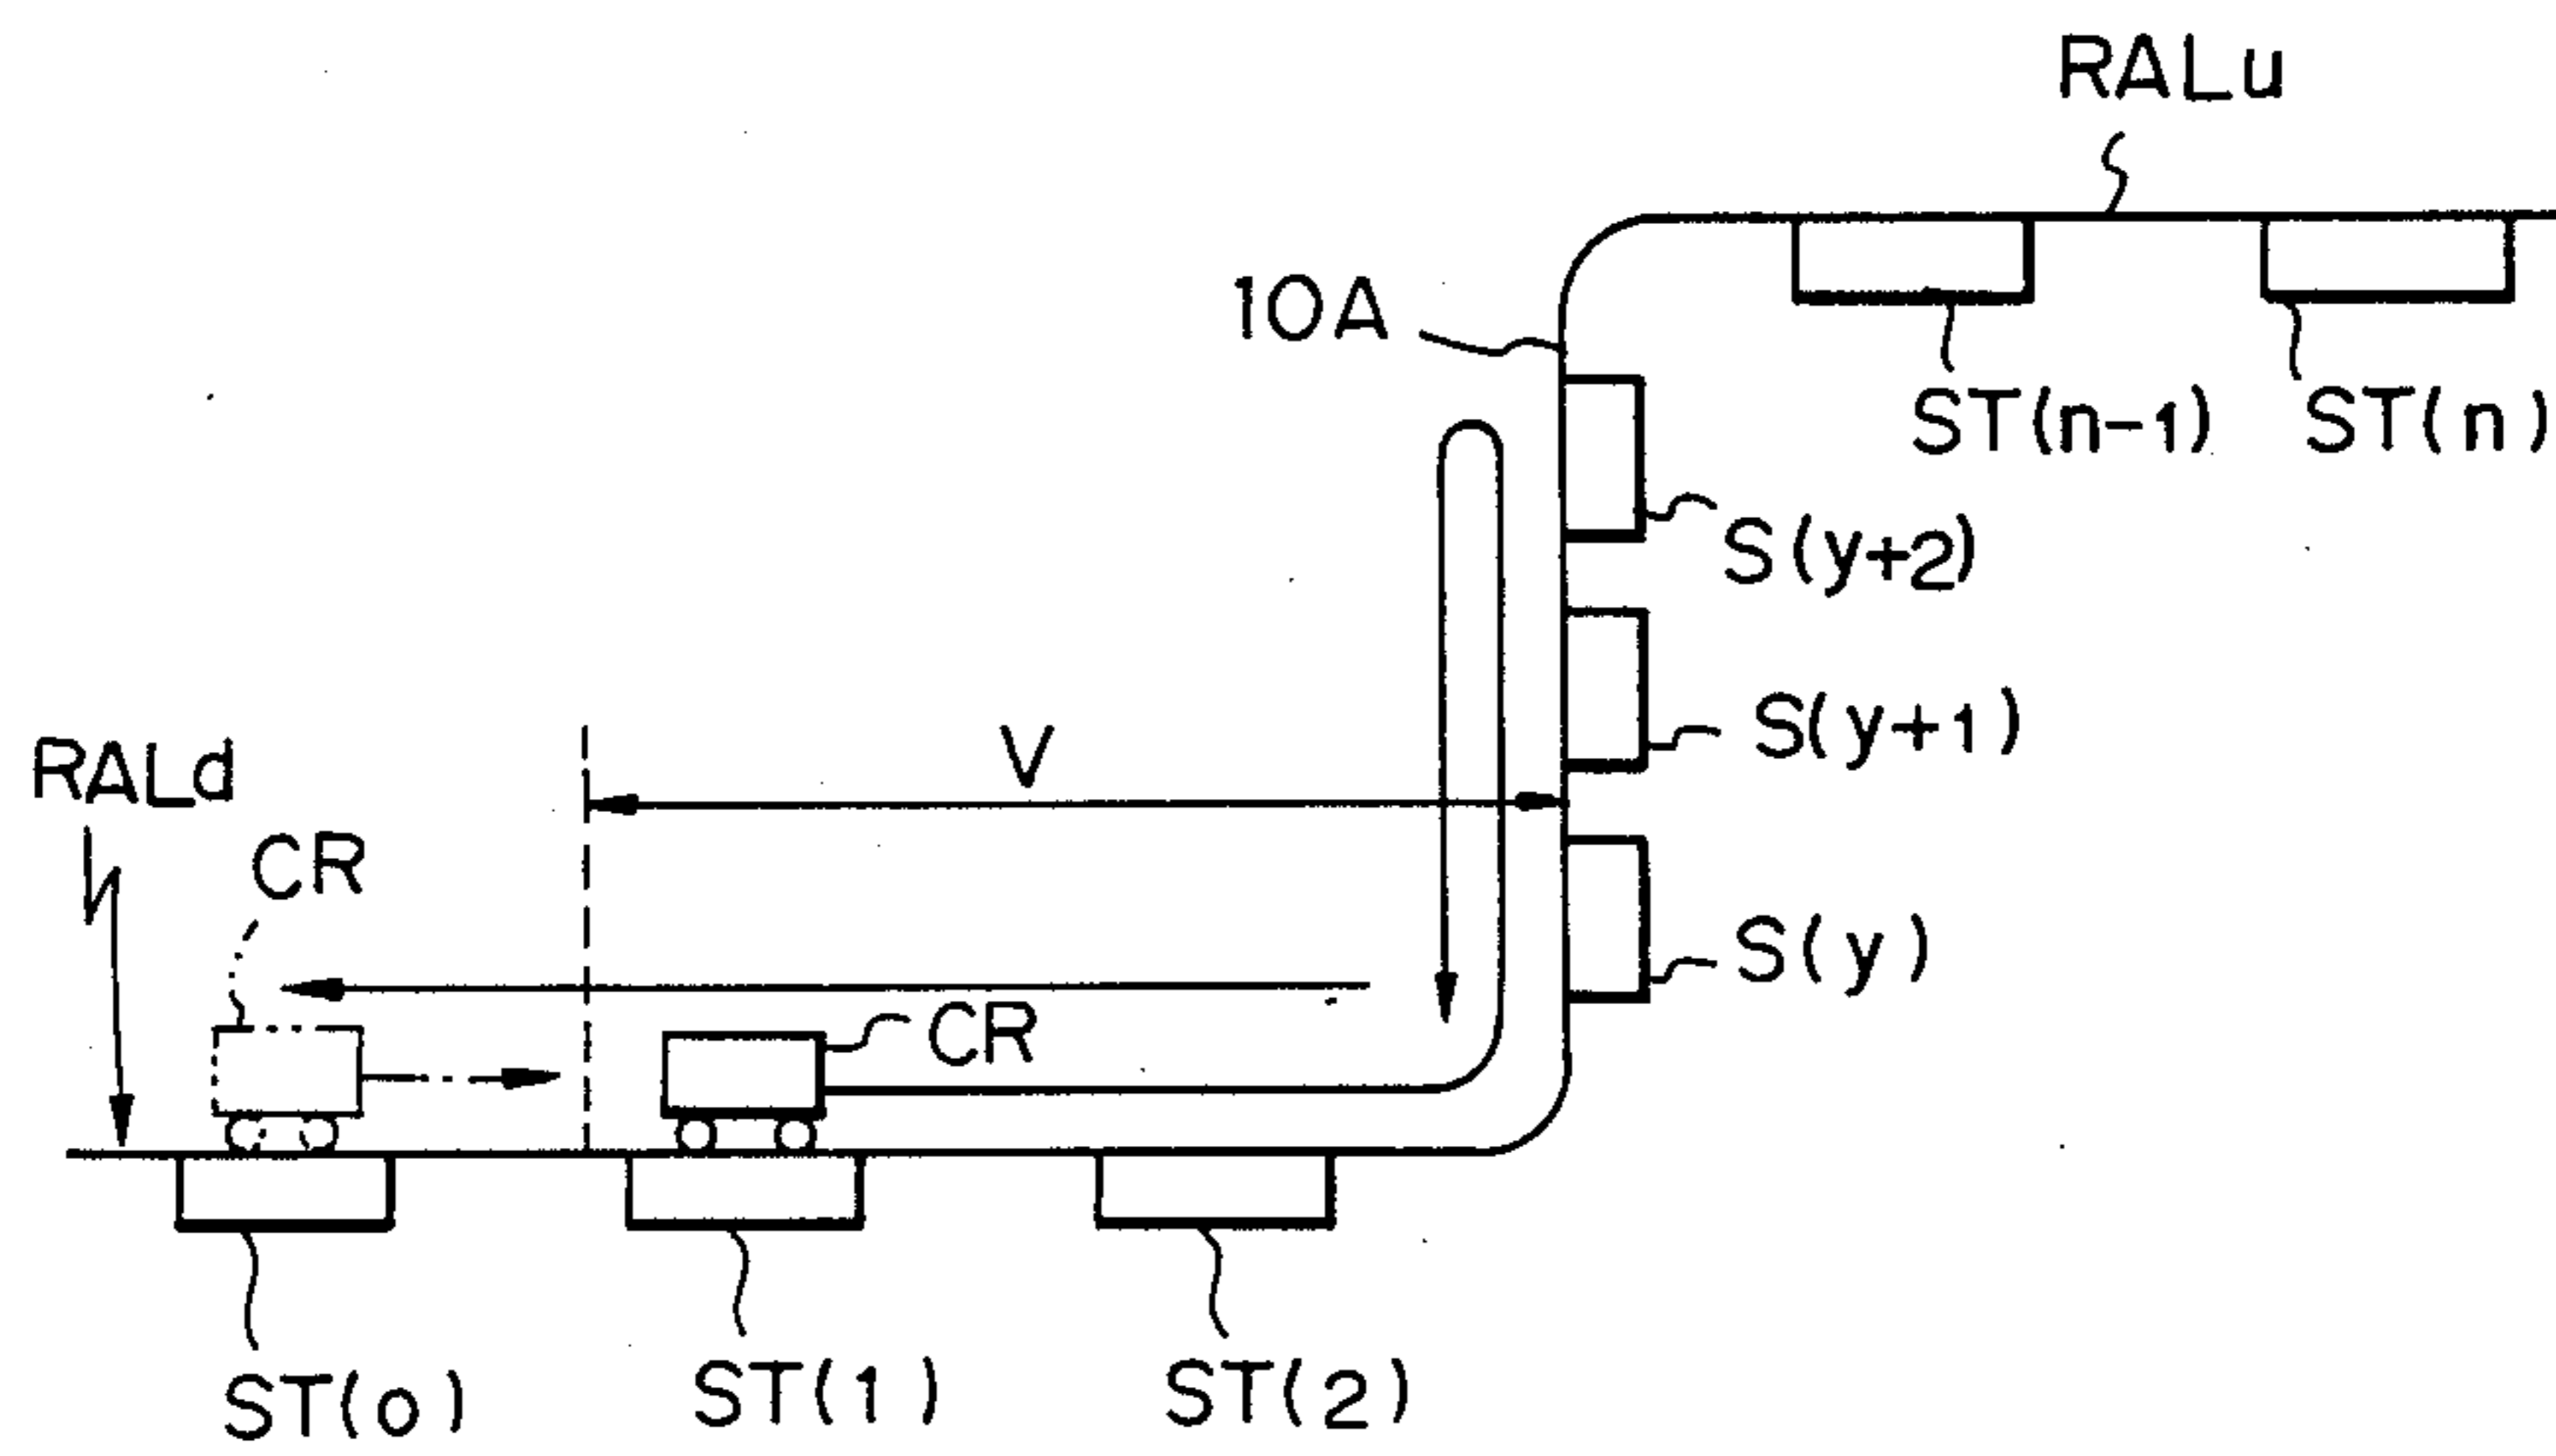 RALu
10A
ST(n-1)
ST(n)
S(y+2)
S(y+1)
V
RALd
CR
S(y)
CR
ST(o)
ST(1)
ST(2)